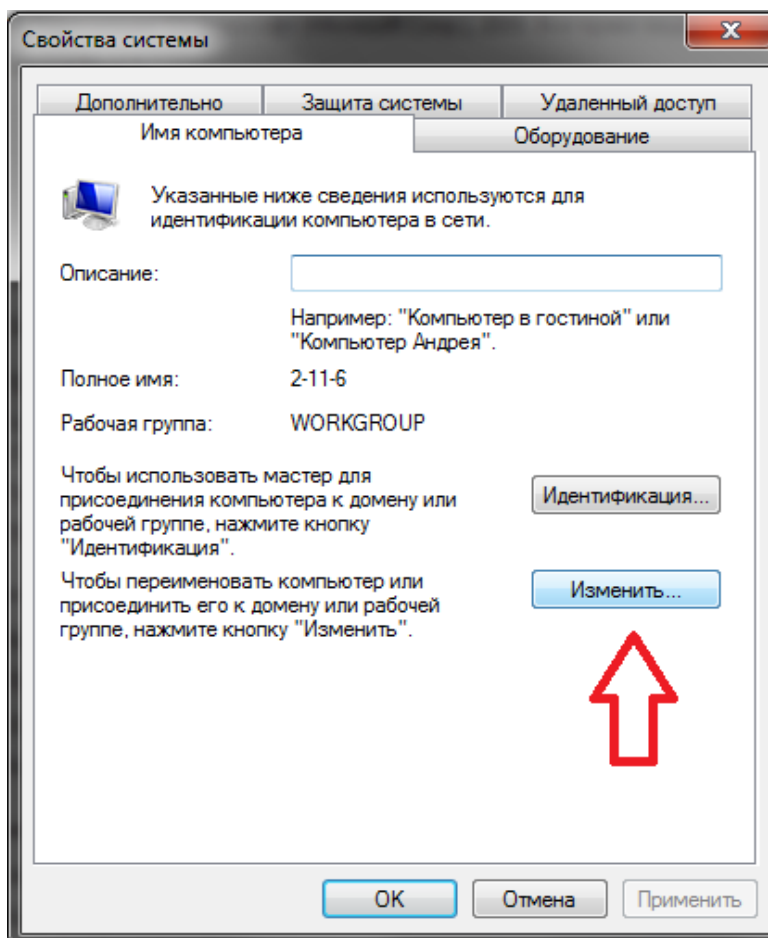 Свойства системы
Дополнительно
Защита системы
Удаленный доступ
Имя компьютера
Оборудование
Указанные ниже сведения используются для
идентификации компьютера в сети.
Описание:
Например: "Компьютер в гостиной" или
"Компьютер Андрея".
Полное имя:
2-11-6
Рабочая группа:
WORKGROUP
Чтобы использовать мастер для
присоединения компьютера к домену или
рабочей группе, нажмите кнопку
"Идентификация".
Идентификация...
Чтобы переименовать компьютер или
присоединить его к домену или рабочей
группе, нажмите кнопку "Изменить".
Изменить...
OK
Отмена
Применить